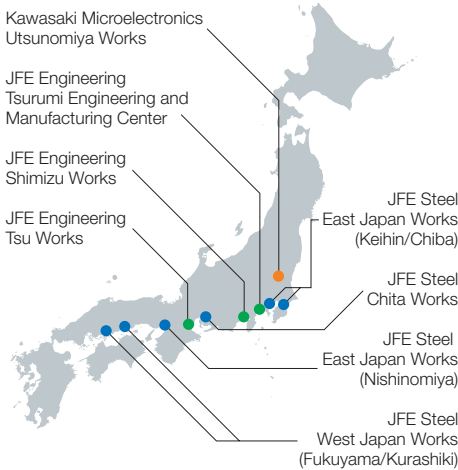 Kawasaki Microelectronics
Utsunomiya Works
JFE Engineering
Tsurumi Engineering and
Manufacturing Center
JFE Engineering
Shimizu Works
JFE Engineering
Tsu Works
JFE Steel
East Japan Works
(Keihin/Chiba)
JFE Steel
Chita Works
JFE Steel
East Japan Works
(Nishinomiya)
JFE Steel
West Japan Works
(Fukuyama/Kurashiki)